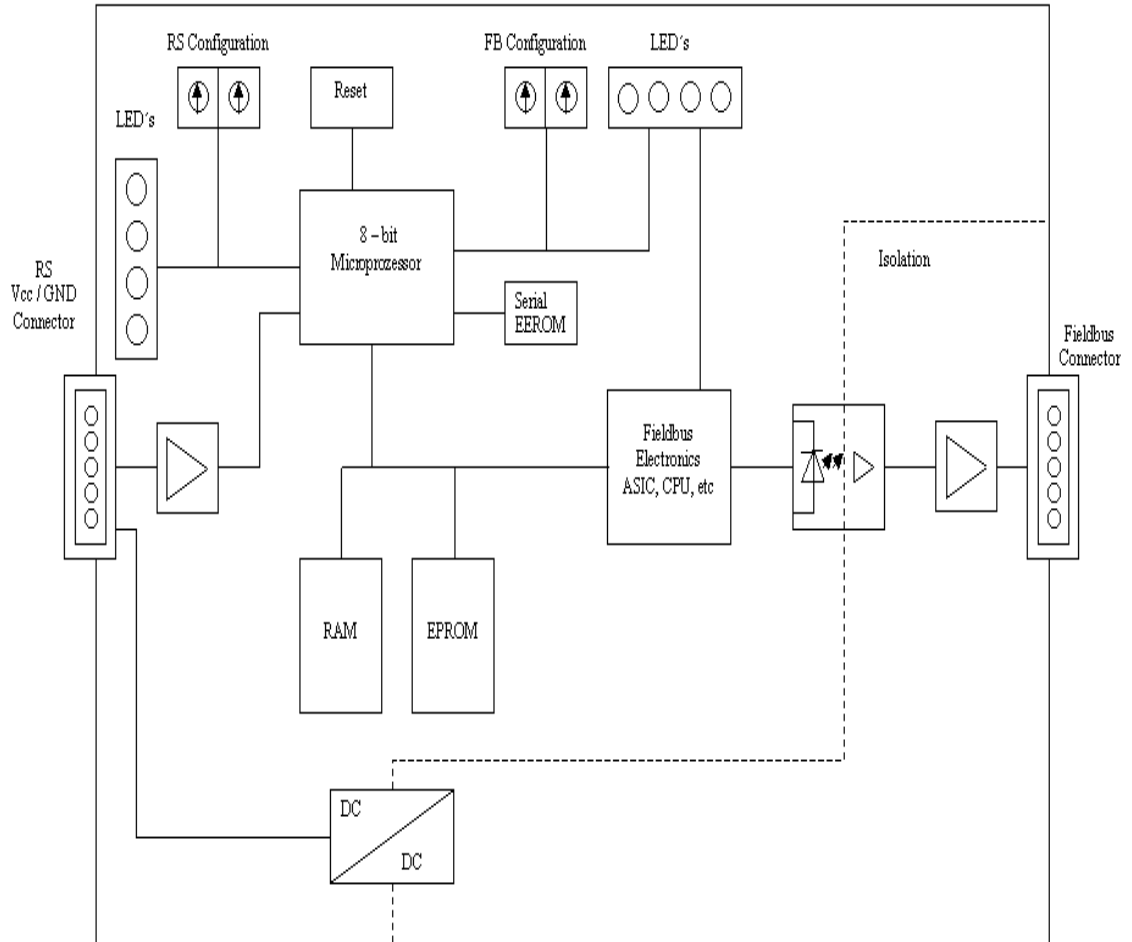 RS Configuration
FB Configuration
LED´s
Reset
LED´s
8 – bit
Microprozessor
Isolation
RS
Vcc / GND
Connector
Serial
EEROM
Fieldbus
Connector
Fieldbus
Electronics
ASIC, CPU, etc
RAM
EPROM
DC
DC